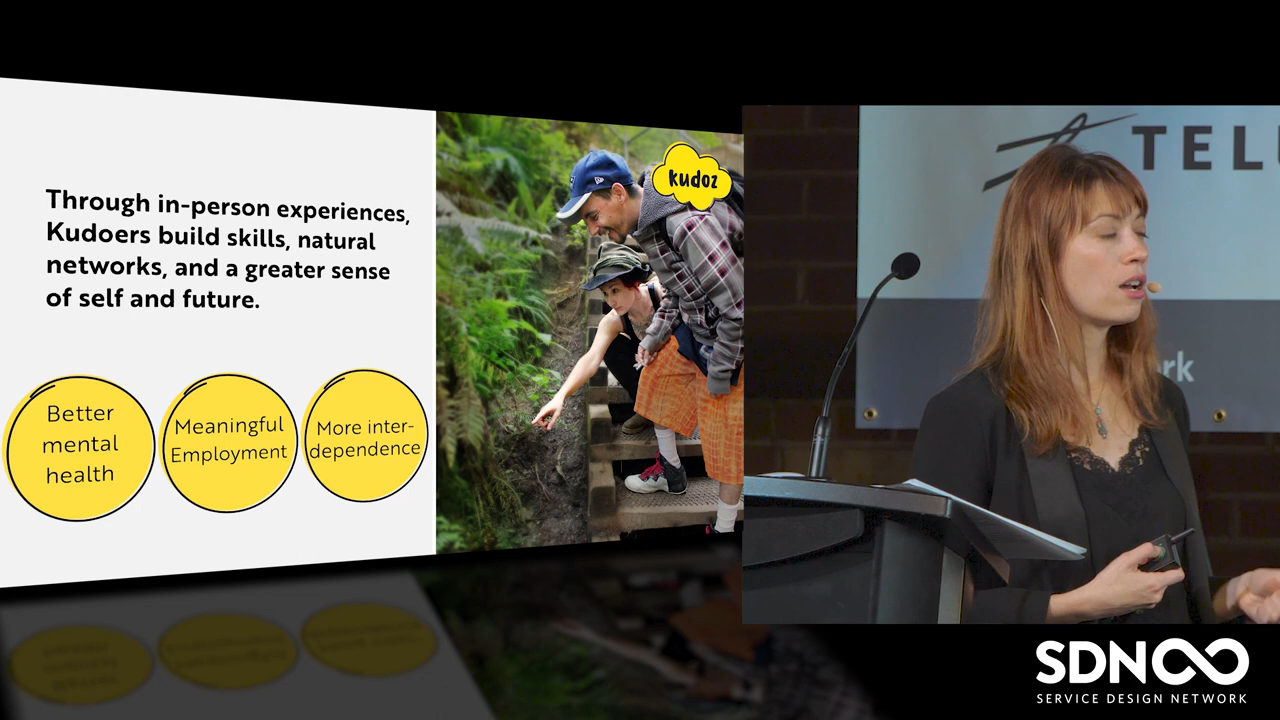 Through in-person experiences,
Kudoers build skills, natural
networks, and a greater sense
of self and future.
Better
mental
health
Meaningful
Employment
More inter-
dependence
kudoz
TEL
rk
SDN
SERVICE DESIGN NETWORK